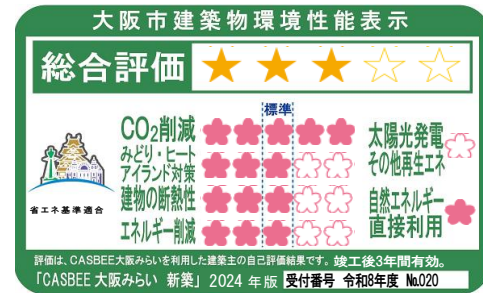 大阪市建築物環境性能表示
総合評価
標準
CO₂削減
みどり・ヒート
アイランド対策
建物の断熱性
エネルギー削減
太陽光発電
その他再生エネ
自然エネルギー
直接利用
省エネ基準適合
評価は、CASBEE大阪みらいを利用した建築主の自己評価結果です。竣工後3年間有効。
「CASBEE大阪みらい 新築」2024年版 受付番号 令和8年度 №020